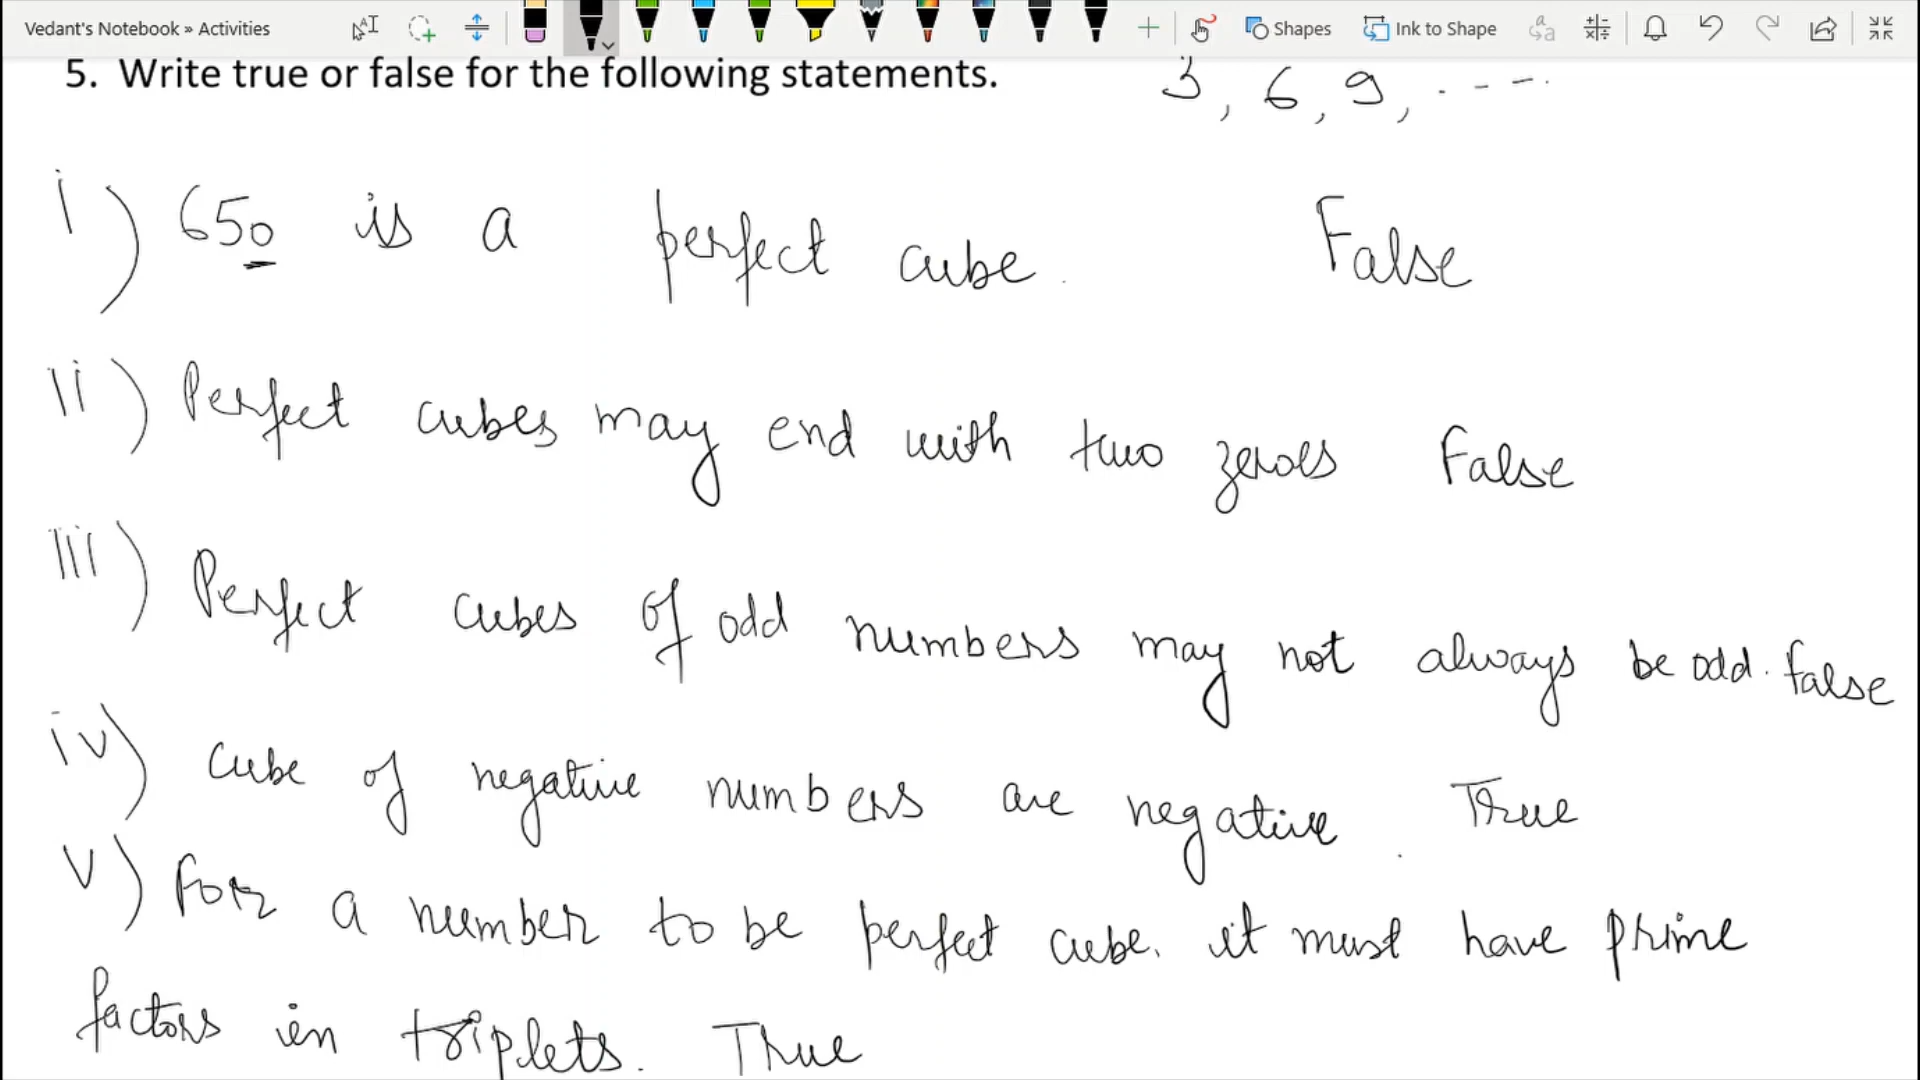 Vedant's Notebook » Activities
Shapes
Ink to Shape
5. Write true or false for the following statements.
3, 6, 9, ----
i) 650 is a perfect cube. False
ii) Perfect cubes may end with two zeroes False
iii) Perfect cubes of odd numbers may not always be odd. false
iv) Cube of negative numbers are negative. True
v) For a number to be perfect cube, it must have prime
factors in triplets. True